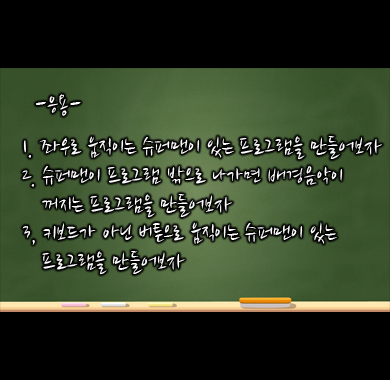 -응용-
1. 좌우로 움직이는 슈퍼맨이 있는 프로그램을 만들어보자
2. 슈퍼맨이 프로그램 밖으로 나가면 배경음악이
꺼지는 프로그램을 만들어보자
3. 키보드가 아닌 버튼으로 움직이는 슈퍼맨이 있는
프로그램을 만들어보자